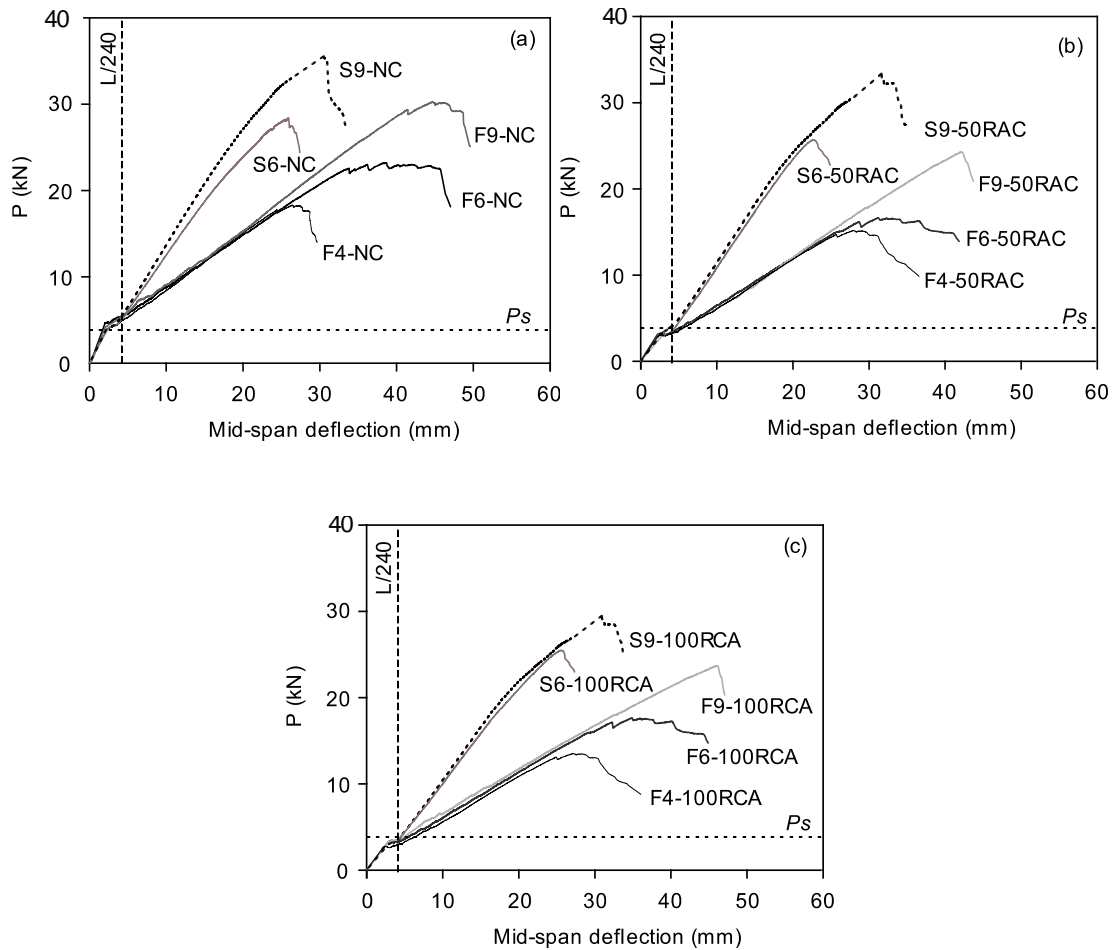 40
(a)
L/240
S9-NC
30
F9-NC
S6-NC
P (kN)
20
F6-NC
F4-NC
10
Ps
0
0 10 20 30 40 50 60
Mid-span deflection (mm)
40
(b)
L/240
30
S9-50RAC
S6-50RAC
F9-50RAC
P (kN)
20
F6-50RAC
F4-50RAC
10
Ps
0
0 10 20 30 40 50 60
Mid-span deflection (mm)
40
(c)
L/240
30
S9-100RCA
S6-100RCA
P (kN)
20
F9-100RCA
F6-100RCA
F4-100RCA
10
Ps
0
0 10 20 30 40 50 60
Mid-span deflection (mm)